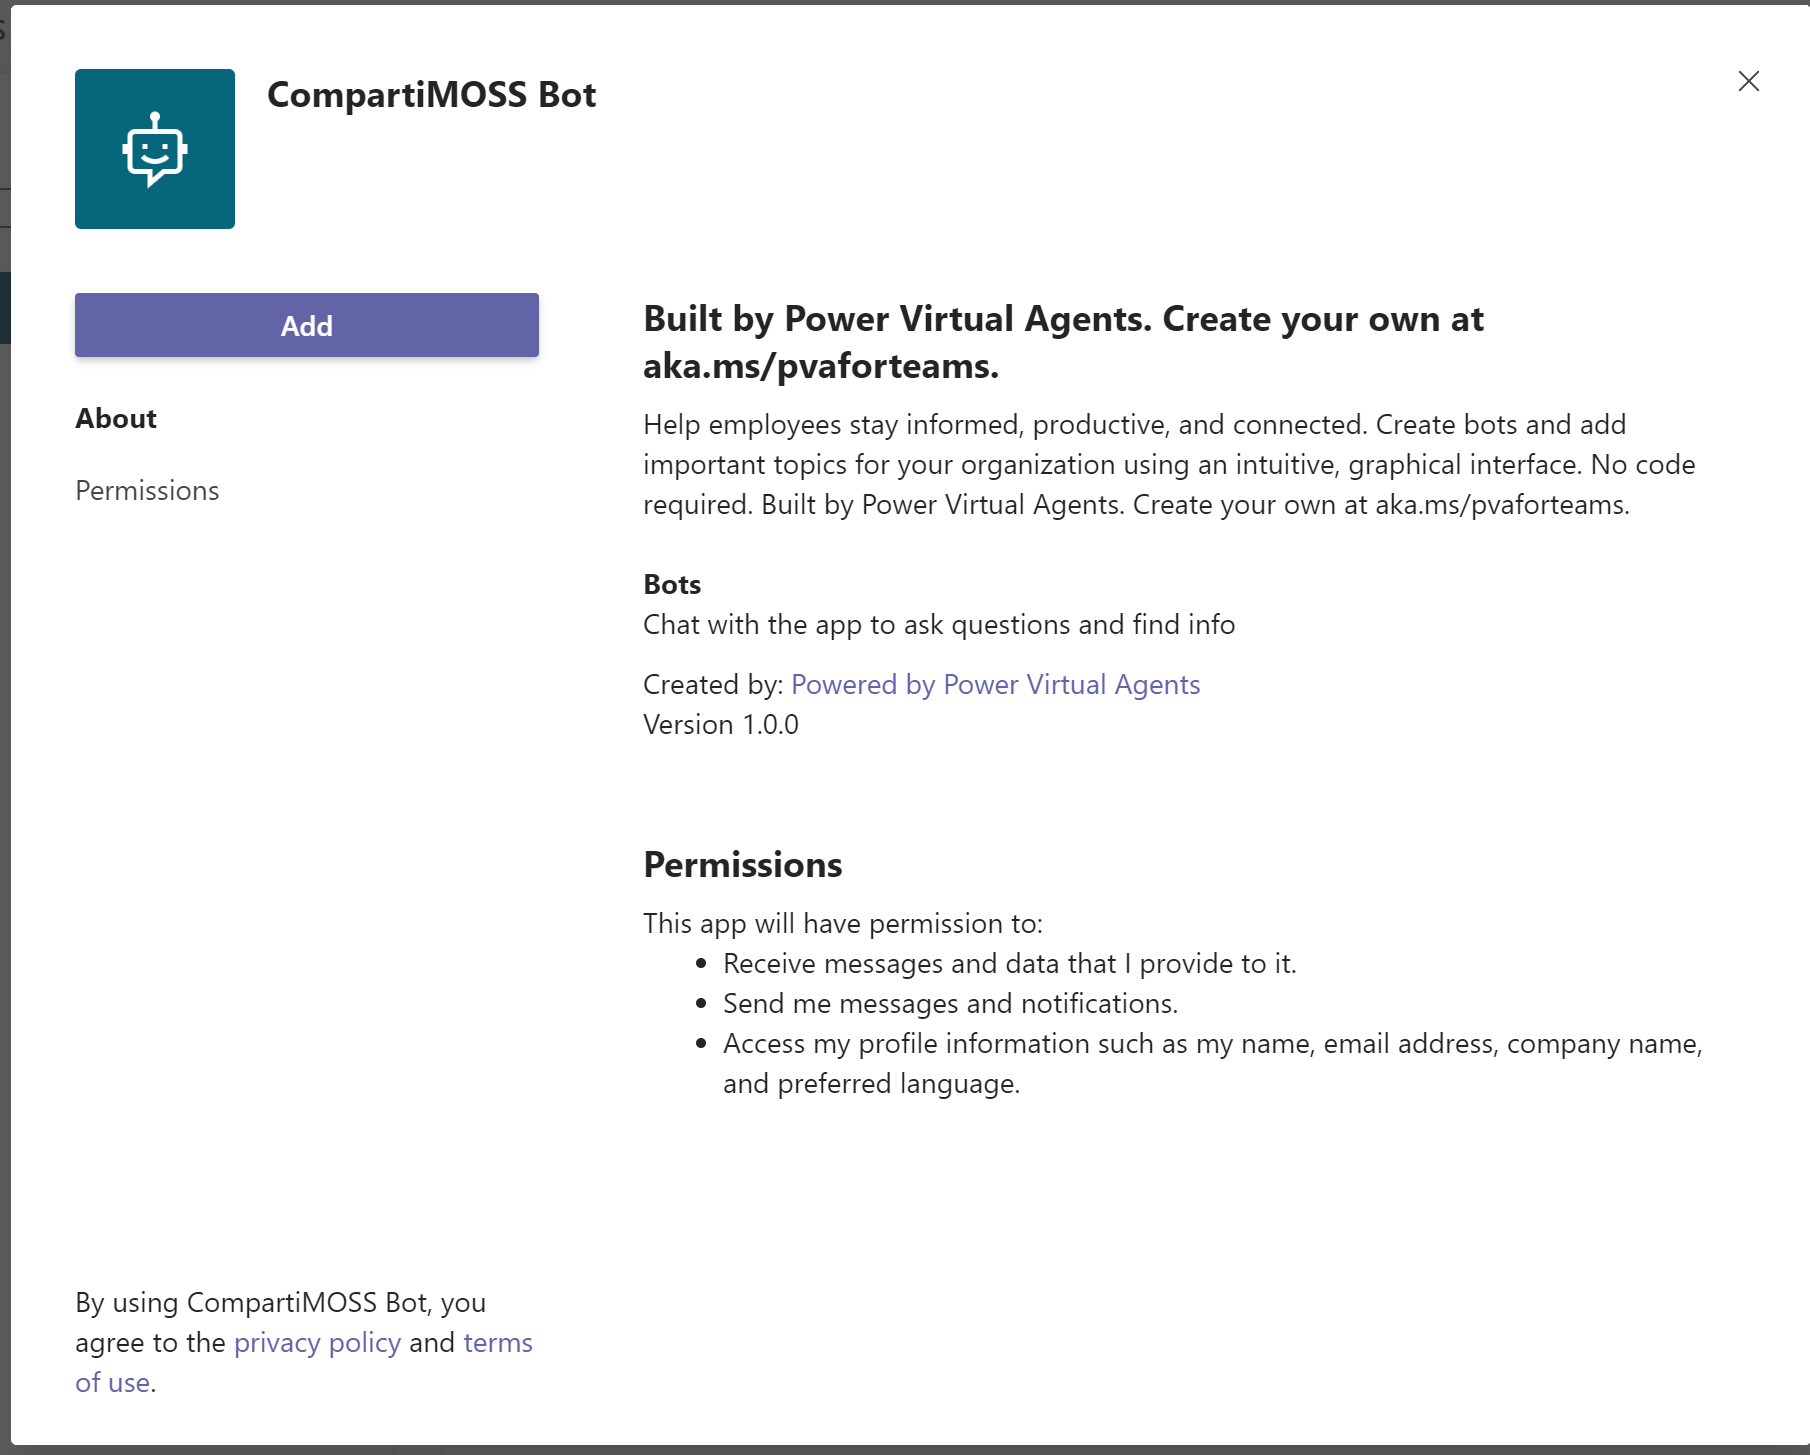 CompartiMOSS Bot
Add
About
Permissions
Built by Power Virtual Agents. Create your own at
aka.ms/pvaforteams.
Help employees stay informed, productive, and connected. Create bots and add
important topics for your organization using an intuitive, graphical interface. No code
required. Built by Power Virtual Agents. Create your own at aka.ms/pvaforteams.
Bots
Chat with the app to ask questions and find info
Created by: Powered by Power Virtual Agents
Version 1.0.0
Permissions
This app will have permission to:
• Receive messages and data that I provide to it.
• Send me messages and notifications.
• Access my profile information such as my name, email address, company name,
and preferred language.
By using CompartiMOSS Bot, you
agree to the privacy policy and terms
of use.